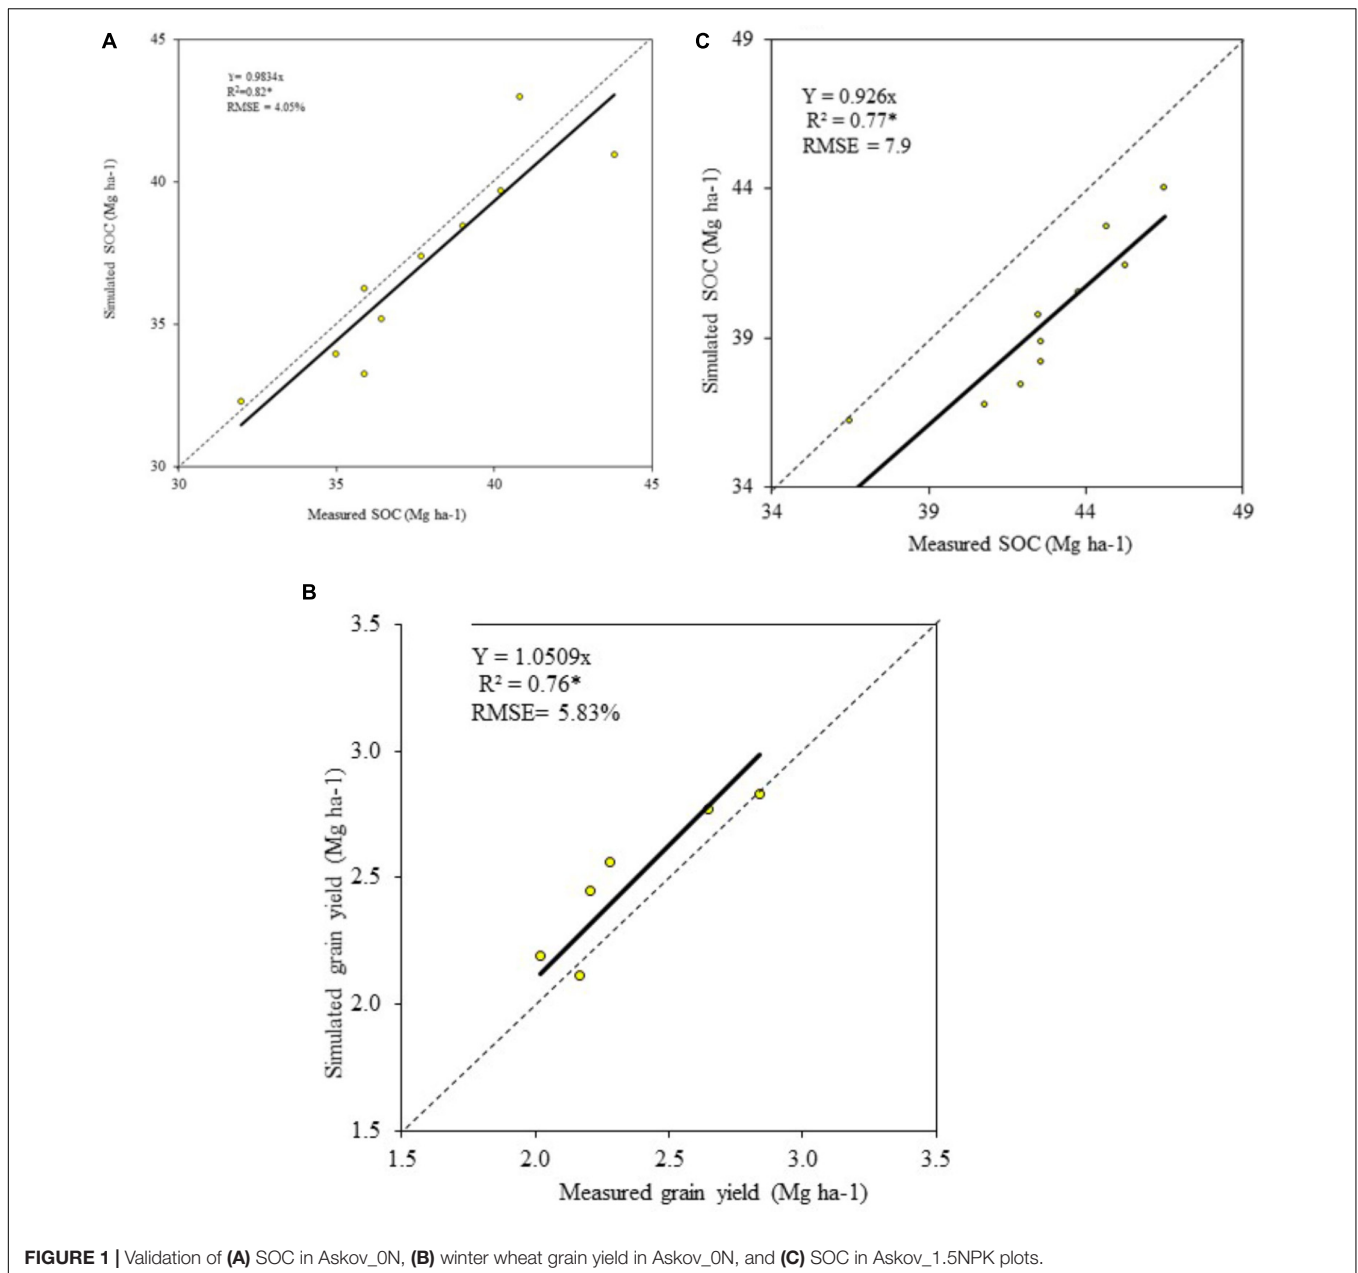 A
45
40
35
30
30
35
40
45
Y= 0.9834x
R²=0.82*
RMSE = 4.05%
Simulated SOC (Mg ha-1)
Measured SOC (Mg ha-1)
C
49
44
39
34
34
39
44
49
Y = 0.926x
R² = 0.77*
RMSE = 7.9
Simulated SOC (Mg ha-1)
Measured SOC (Mg ha-1)
B
3.5
3.0
2.5
2.0
1.5
1.5
2.0
2.5
3.0
3.5
Y = 1.0509x
R² = 0.76*
RMSE= 5.83%
Simulated grain yield (Mg ha-1)
Measured grain yield (Mg ha-1)
FIGURE 1 | Validation of (A) SOC in Askov_0N, (B) winter wheat grain yield in Askov_0N, and (C) SOC in Askov_1.5NPK plots.